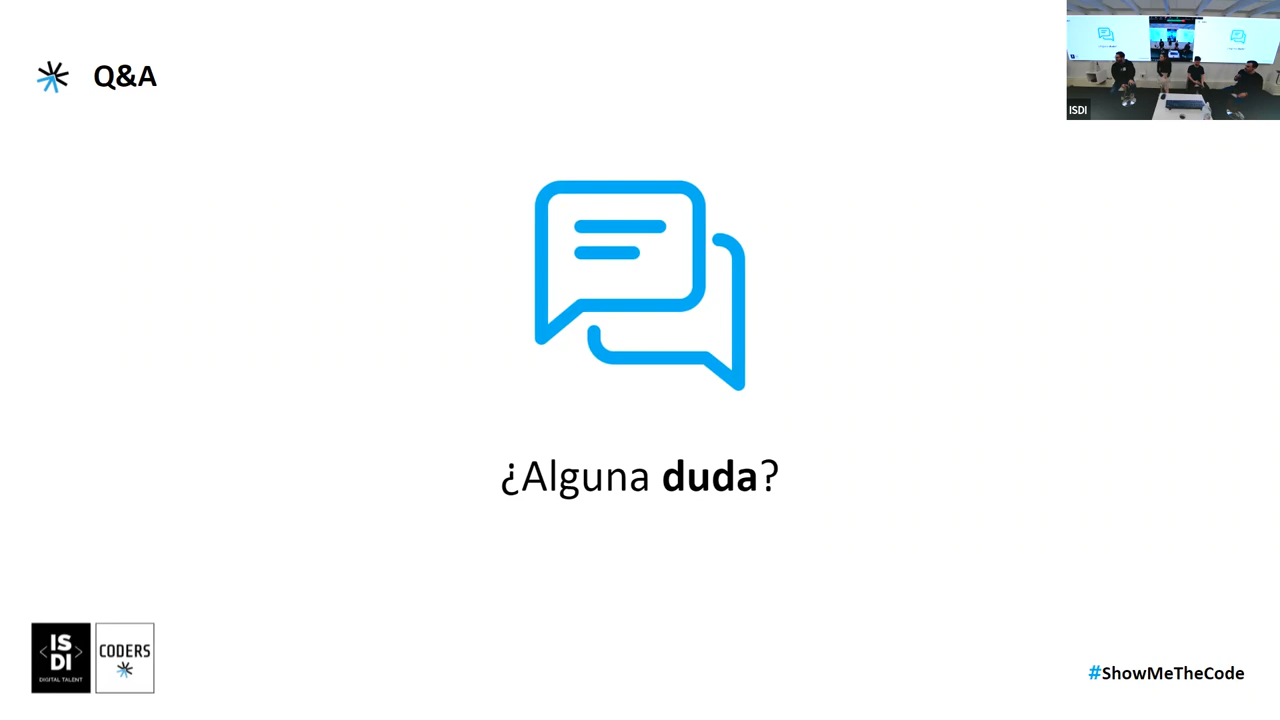 Q&A
ISDI
¿Alguna duda?
<IS
DI>
DIGITAL TALENT
CODERS
#ShowMeTheCode